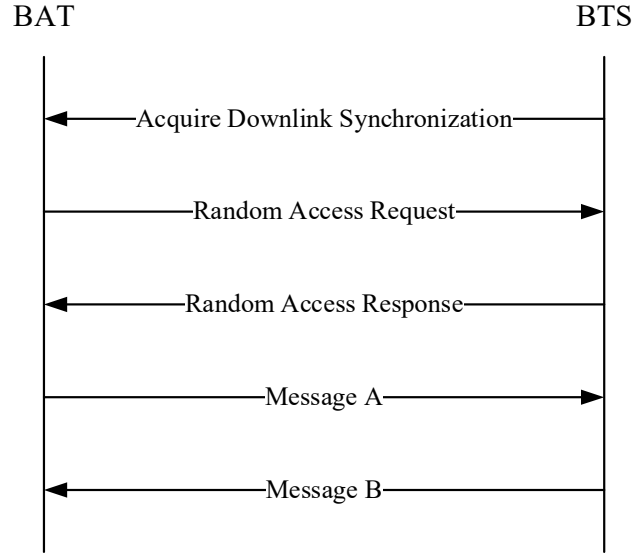 BAT
BTS
Acquire Downlink Synchronization
Random Access Request
Random Access Response
Message A
Message B